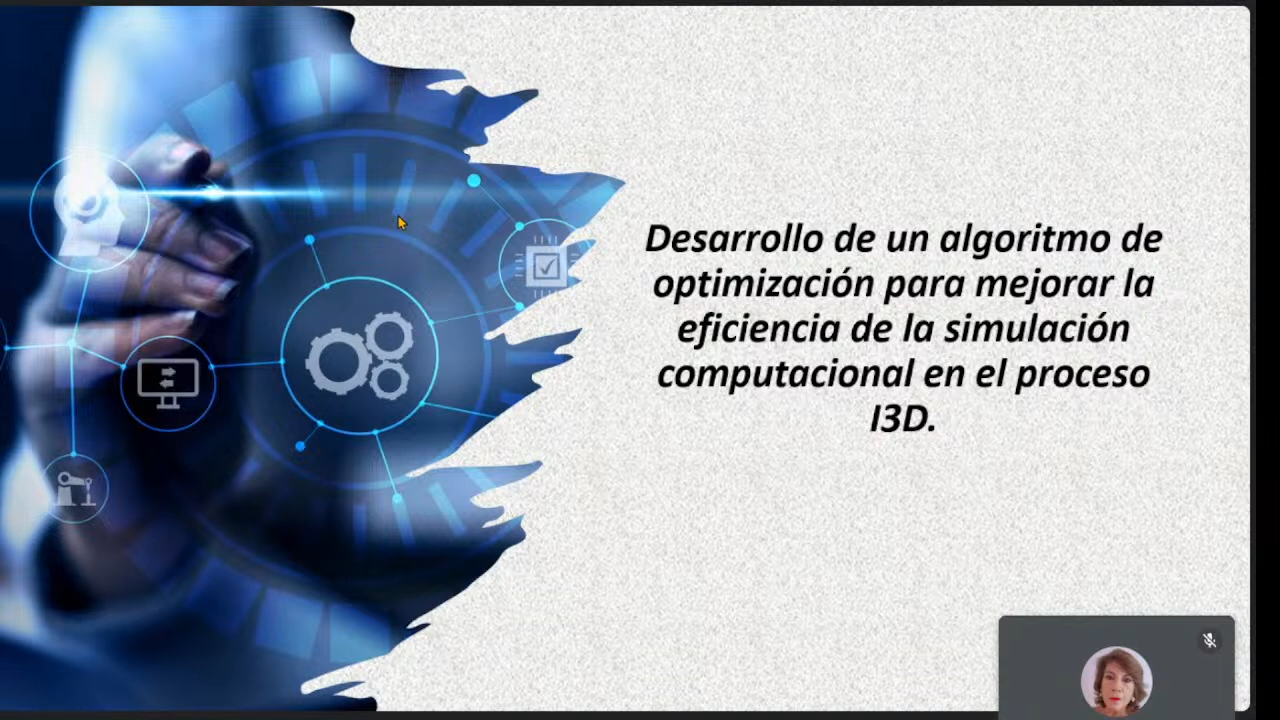 Desarrollo de un algoritmo de
optimización para mejorar la
eficiencia de la simulación
computacional en el proceso
I3D.